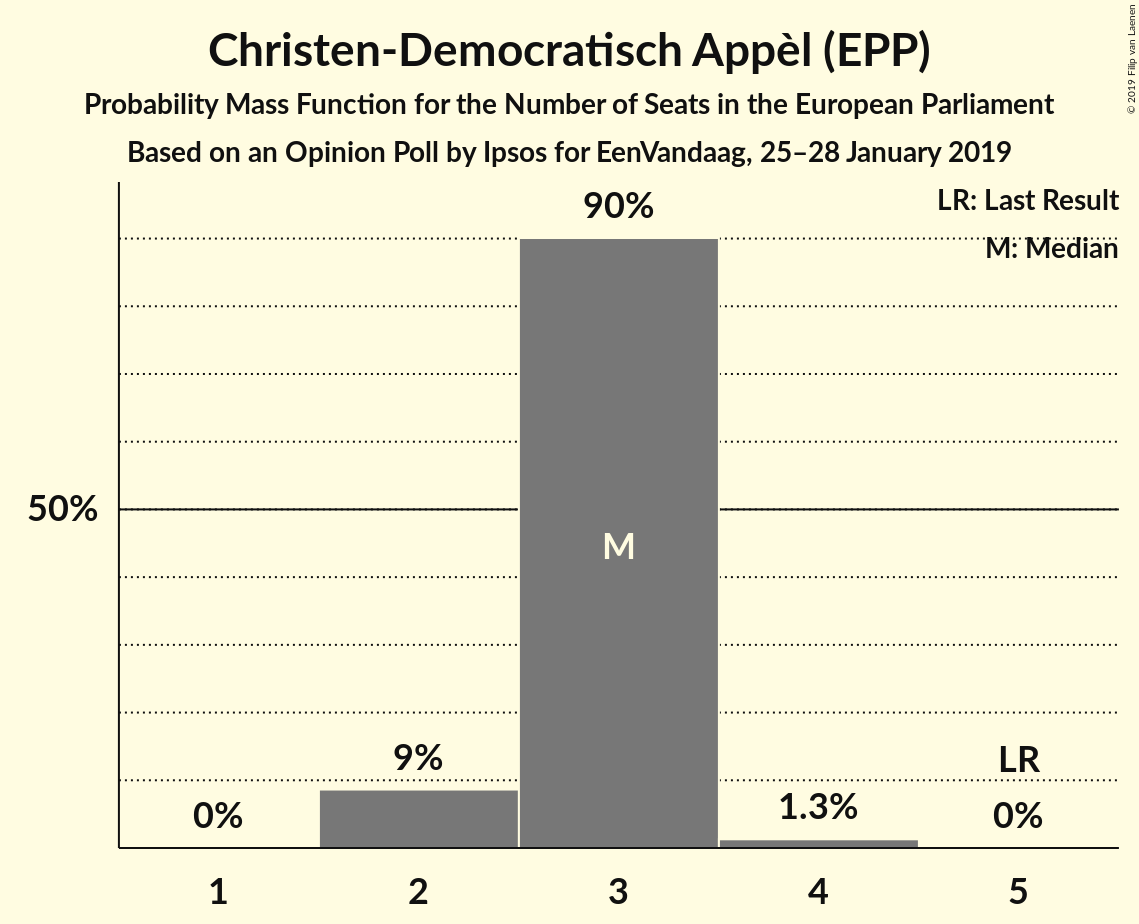 Christen-Democratisch Appèl (EPP)
Probability Mass Function for the Number of Seats in the European Parliament
Based on an Opinion Poll by Ipsos for EenVandaag, 25–28 January 2019
© 2019 Filip van Laenen
LR: Last Result
M: Median
90%
50%
M
9%
LR
0%
1.3%
0%
1 2 3 4 5